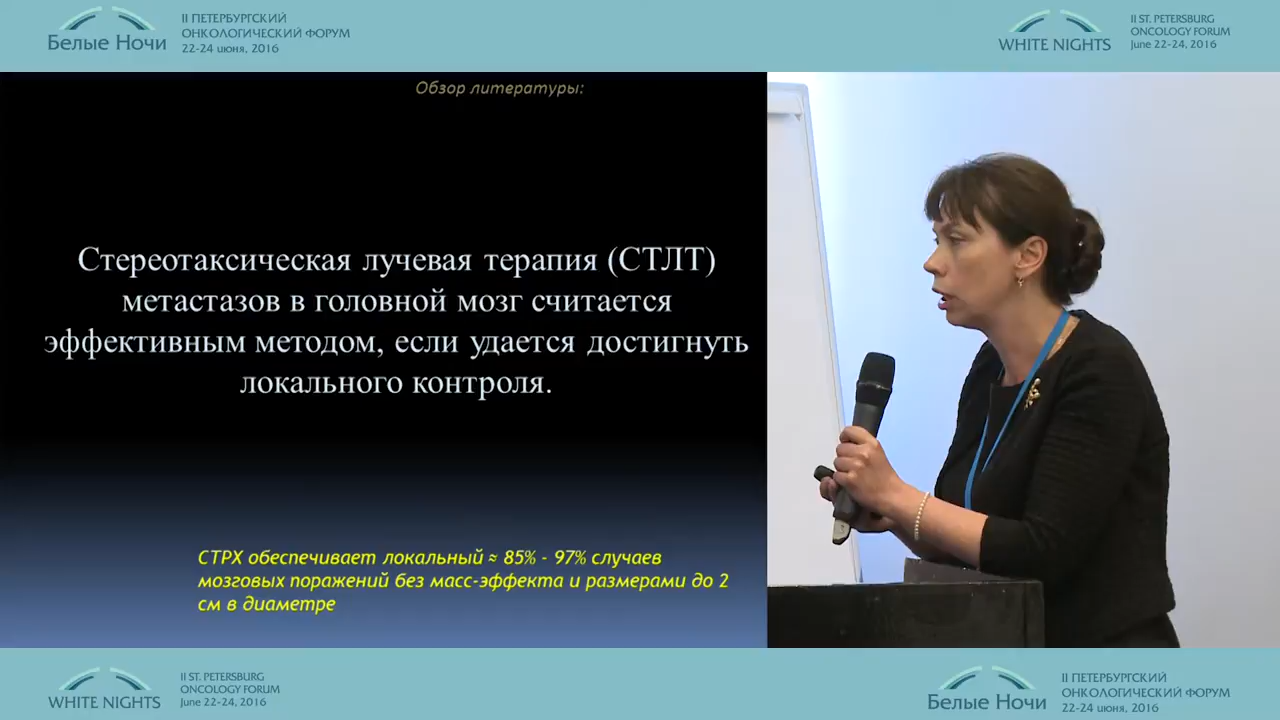 Белые Ночи
II ПЕТЕРБУРГСКИЙ
ОНКОЛОГИЧЕСКИЙ ФОРУМ
22-24 июня, 2016
WHITE NIGHTS
II ST. PETERSBURG
ONCOLOGY FORUM
June 22-24, 2016
Обзор литературы:
Стереотаксическая лучевая терапия (СТЛТ)
метастазов в головной мозг считается
эффективным методом, если удается достигнуть
локального контроля.
СТРХ обеспечивает локальный ≈ 85% - 97% случаев
мозговых поражений без масс-эффекта и размерами до 2
см в диаметре
WHITE NIGHTS
II ST. PETERSBURG
ONCOLOGY FORUM
June 22-24, 2016
Белые Ночи
II ПЕТЕРБУРГСКИЙ
ОНКОЛОГИЧЕСКИЙ ФОРУМ
22-24 июня, 2016